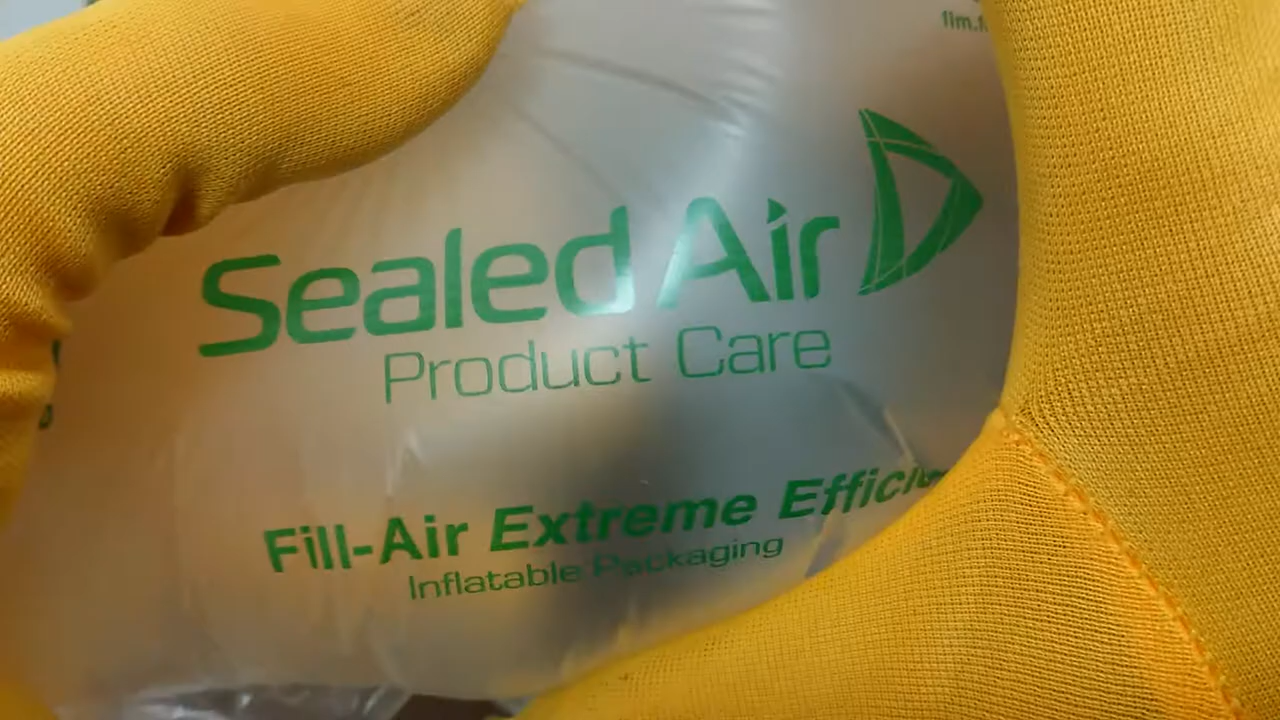 Sealed Air
Product Care
Fill-Air Extreme
Inflatable Packaging